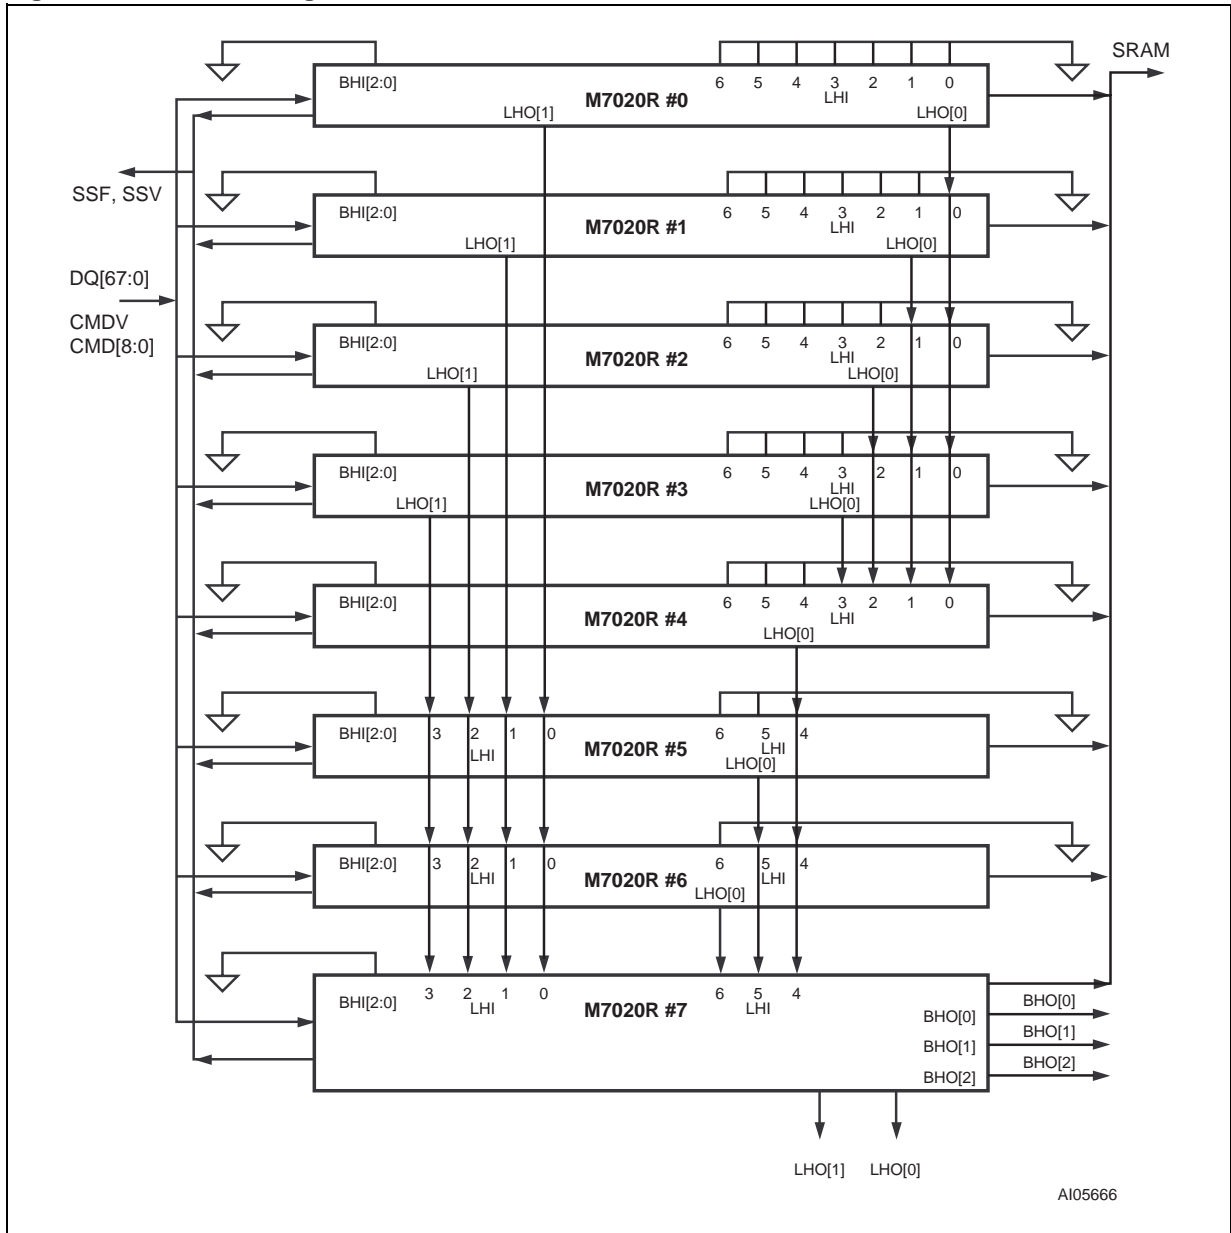 SRAM
BHI[2:0] 6 5 4 3 2 1 0
M7020R #0 LHI
LHO[1] LHO[0]
SSF, SSV
BHI[2:0] 6 5 4 3 2 1 0
M7020R #1 LHI
LHO[1] LHO[0]
DQ[67:0]
CMDV
CMD[8:0]
BHI[2:0] 6 5 4 3 2 1 0
M7020R #2 LHI
LHO[1] LHO[0]
BHI[2:0] 6 5 4 3 2 1 0
M7020R #3 LHI
LHO[1] LHO[0]
BHI[2:0] 6 5 4 3 2 1 0
M7020R #4 LHI
LHO[0]
BHI[2:0] 3 2 1 0 6 5 4
LHI M7020R #5 LHI
LHO[0]
BHI[2:0] 3 2 1 0 6 5 4
LHI M7020R #6 LHI
LHO[0]
BHI[2:0] 3 2 1 0 6 5 4
LHI M7020R #7 LHI
BHO[0] BHO[0]
BHO[1] BHO[1]
BHO[2] BHO[2]
LHO[1] LHO[0]
AI05666